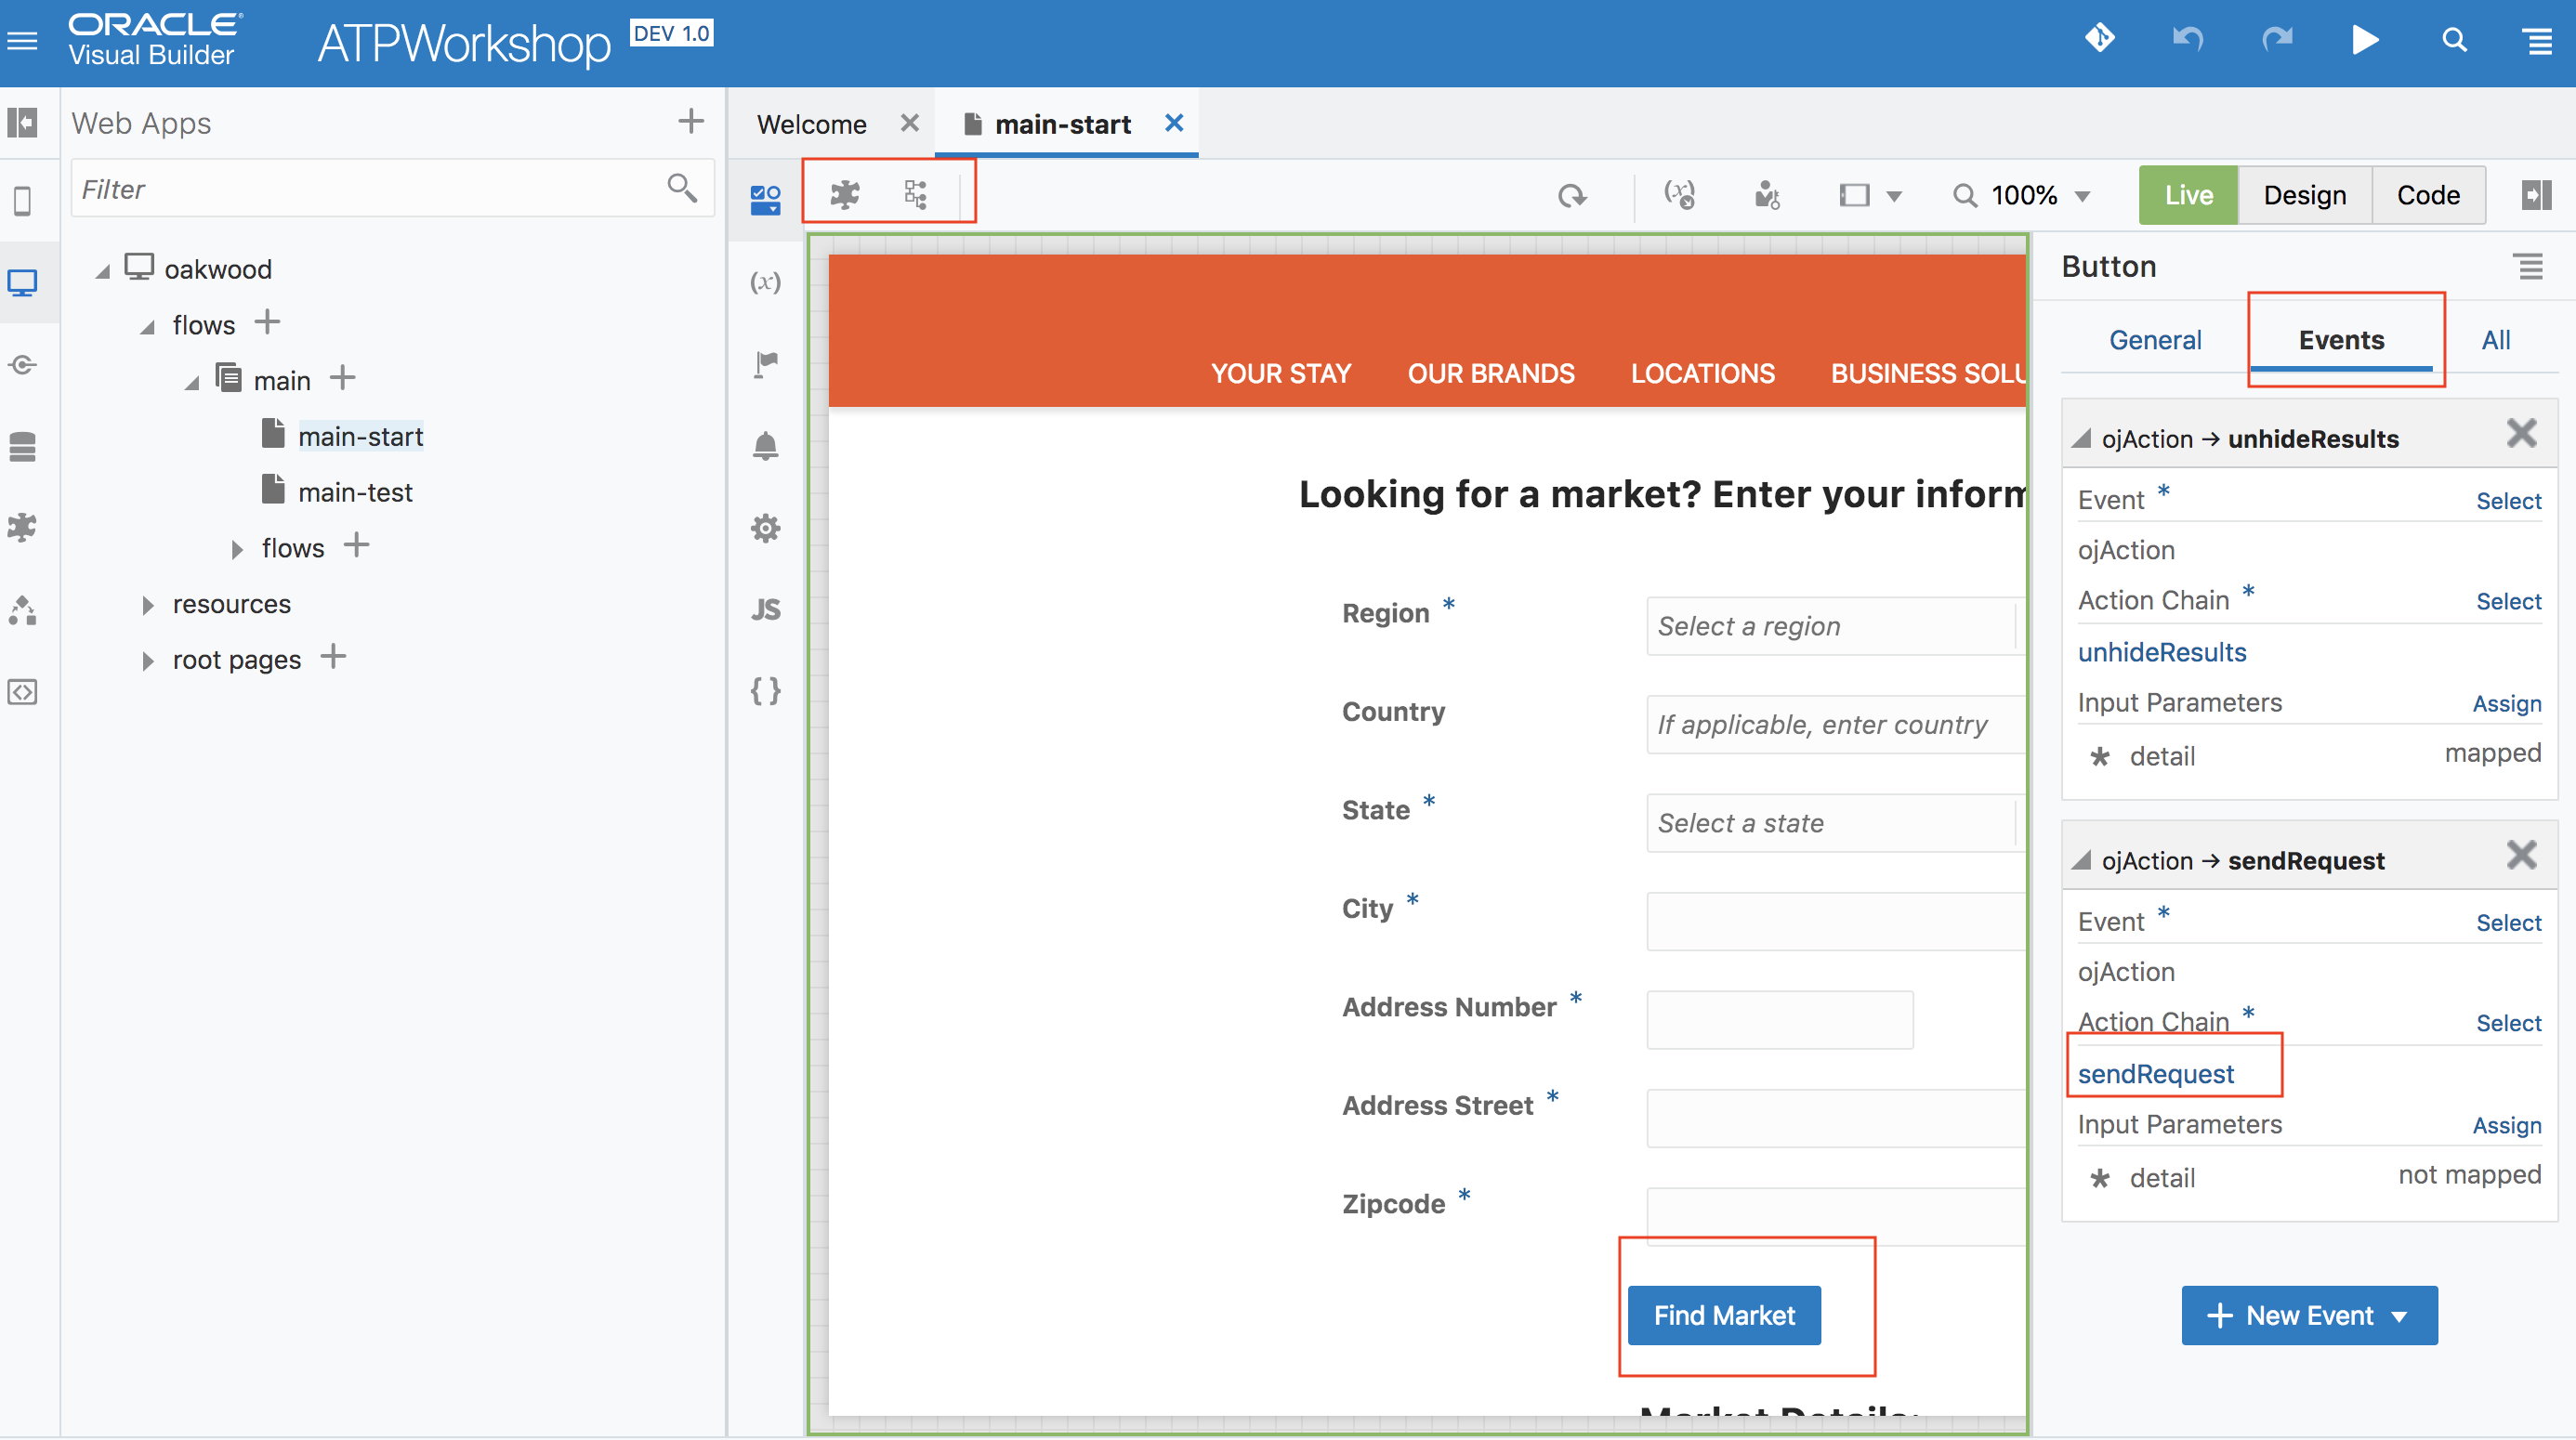 ORACLE®
Visual Builder
ATPWorkshop DEV 1.0
Web Apps
Filter
oakwood
flows
main
main-start
main-test
flows
resources
root pages
Welcome
main-start
(x)
JS
{ }
(x)
100%
Live
Design
Code
YOUR STAY
OUR BRANDS
LOCATIONS
BUSINESS SOLU
Looking for a market? Enter your inform
Region *
Select a region
Country
If applicable, enter country
State *
Select a state
City *
Address Number *
Address Street *
Zipcode *
Find Market
Button
General
Events
All
ojAction → unhideResults
Event *
Select
ojAction
Action Chain *
Select
unhideResults
Input Parameters
Assign
* detail
mapped
ojAction → sendRequest
Event *
Select
ojAction
Action Chain *
Select
sendRequest
Input Parameters
Assign
* detail
not mapped
+ New Event
Market Details: